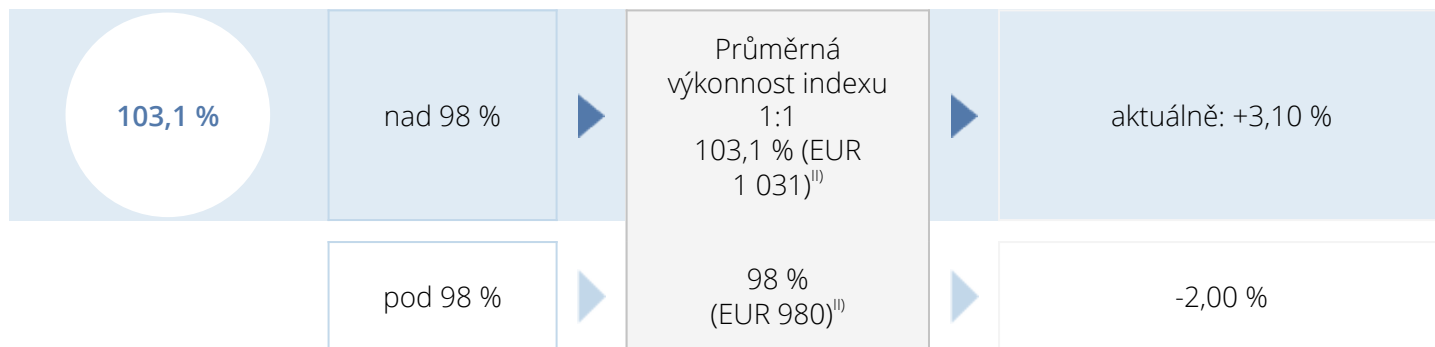 103,1 %
nad 98 %
Průměrná
výkonnost indexu
1:1
103,1 % (EUR
1 031)II)
aktuálně: +3,10 %
pod 98 %
98 %
(EUR 980)II)
-2,00 %